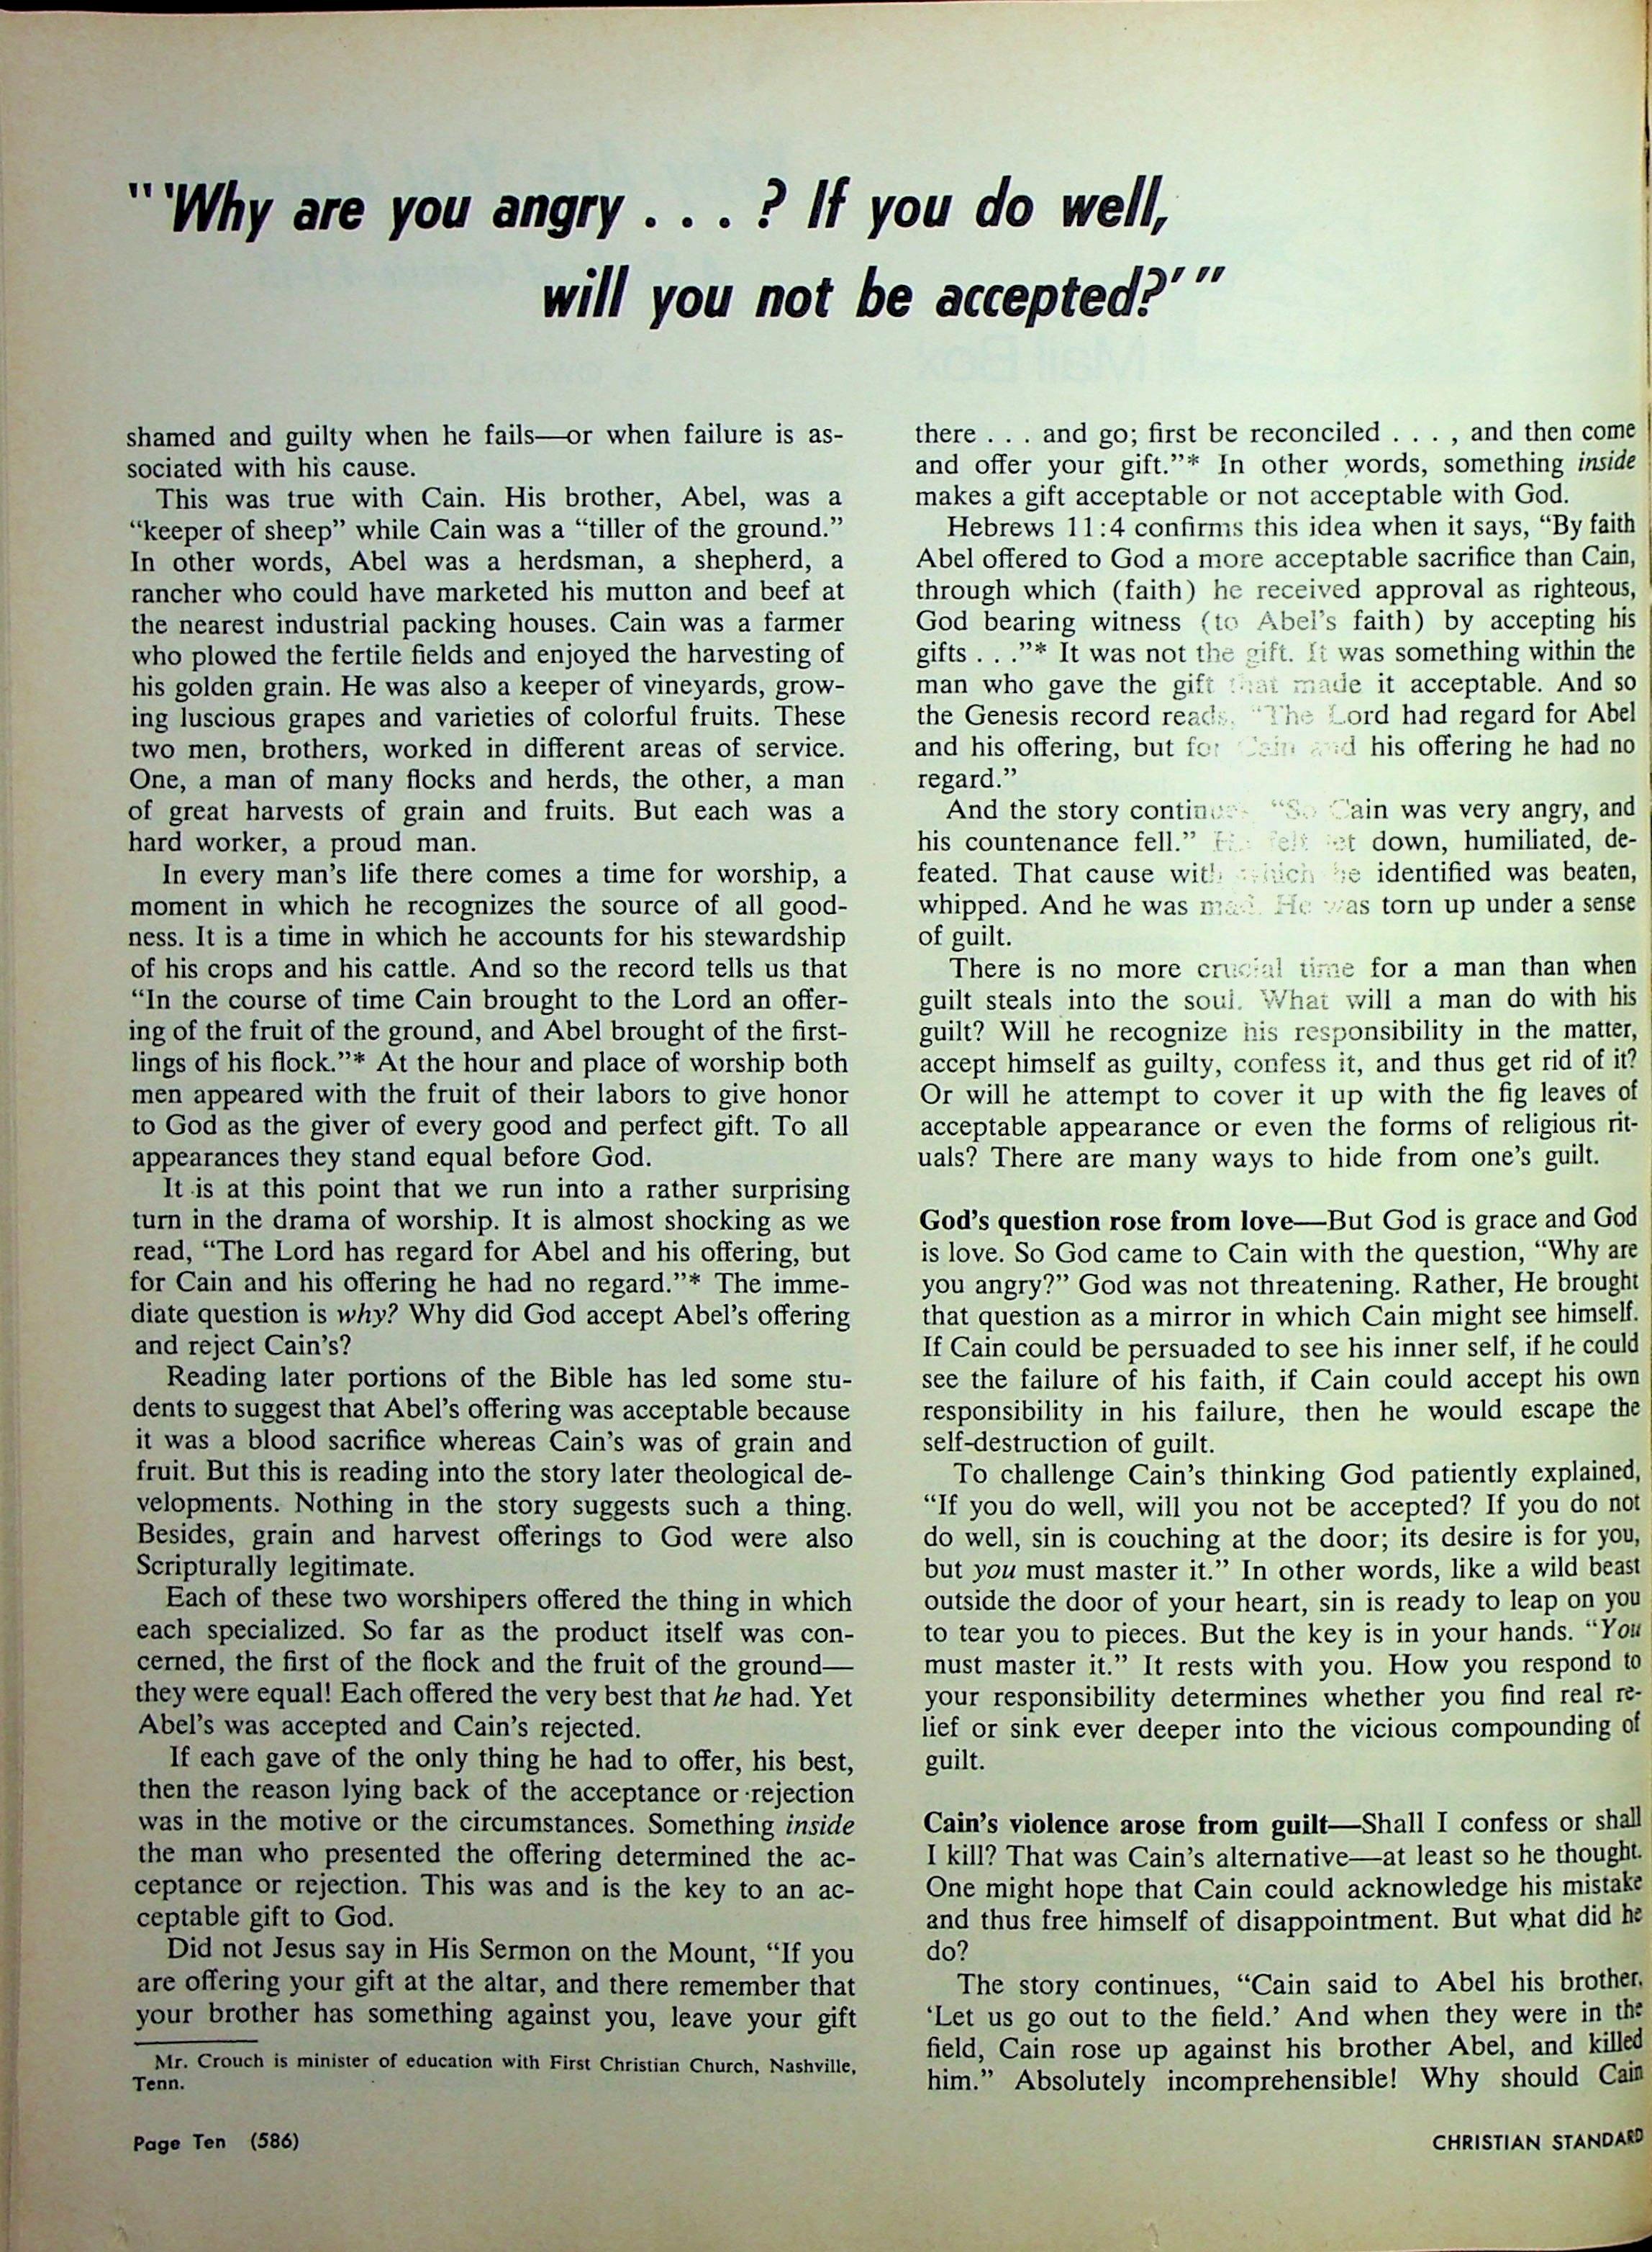 "'Why are you angry . . . ? If you do well,
will you not be accepted?'"
shamed and guilty when he fails—or when failure is as-
sociated with his cause.
This was true with Cain. His brother, Abel, was a
“keeper of sheep” while Cain was a “tiller of the ground.”
In other words, Abel was a herdsman, a shepherd, a
rancher who could have marketed his mutton and beef at
the nearest industrial packing houses. Cain was a farmer
who plowed the fertile fields and enjoyed the harvesting of
his golden grain. He was also a keeper of vineyards, grow-
ing luscious grapes and varieties of colorful fruits. These
two men, brothers, worked in different areas of service.
One, a man of many flocks and herds, the other, a man
of great harvests of grain and fruits. But each was a
hard worker, a proud man.
In every man’s life there comes a time for worship, a
moment in which he recognizes the source of all good-
ness. It is a time in which he accounts for his stewardship
of his crops and his cattle. And so the record tells us that
“In the course of time Cain brought to the Lord an offer-
ing of the fruit of the ground, and Abel brought of the first-
lings of his flock.”* At the hour and place of worship both
men appeared with the fruit of their labors to give honor
to God as the giver of every good and perfect gift. To all
appearances they stand equal before God.
It is at this point that we run into a rather surprising
turn in the drama of worship. It is almost shocking as we
read, “The Lord has regard for Abel and his offering, but
for Cain and his offering he had no regard.”* The imme-
diate question is why? Why did God accept Abel’s offering
and reject Cain’s?
Reading later portions of the Bible has led some stu-
dents to suggest that Abel’s offering was acceptable because
it was a blood sacrifice whereas Cain’s was of grain and
fruit. But this is reading into the story later theological de-
velopments. Nothing in the story suggests such a thing.
Besides, grain and harvest offerings to God were also
Scripturally legitimate.
Each of these two worshipers offered the thing in which
each specialized. So far as the product itself was con-
cerned, the first of the flock and the fruit of the ground—
they were equal! Each offered the very best that he had. Yet
Abel’s was accepted and Cain’s rejected.
If each gave of the only thing he had to offer, his best,
then the reason lying back of the acceptance or rejection
was in the motive or the circumstances. Something inside
the man who presented the offering determined the ac-
ceptance or rejection. This was and is the key to an ac-
ceptable gift to God.
Did not Jesus say in His Sermon on the Mount, “If you
are offering your gift at the altar, and there remember that
your brother has something against you, leave your gift
Mr. Crouch is minister of education with First Christian Church, Nashville,
Tenn.
there . . . and go; first be reconciled . . . , and then come
and offer your gift.”* In other words, something inside
makes a gift acceptable or not acceptable with God.
Hebrews 11:4 confirms this idea when it says, “By faith
Abel offered to God a more acceptable sacrifice than Cain,
through which (faith) he received approval as righteous,
God bearing witness (to Abel’s faith) by accepting his
gifts . . .”* It was not the gift. It was something within the
man who gave the gift that made it acceptable. And so
the Genesis record reads, “The Lord had regard for Abel
and his offering, but for Cain and his offering he had no
regard.”
And the story continues “So Cain was very angry, and
his countenance fell.” He felt let down, humiliated, de-
feated. That cause with which he identified was beaten,
whipped. And he was mad. He was torn up under a sense
of guilt.
There is no more crucial time for a man than when
guilt steals into the soul. What will a man do with his
guilt? Will he recognize his responsibility in the matter,
accept himself as guilty, confess it, and thus get rid of it?
Or will he attempt to cover it up with the fig leaves of
acceptable appearance or even the forms of religious rit-
uals? There are many ways to hide from one’s guilt.
God’s question rose from love—But God is grace and God
is love. So God came to Cain with the question, “Why are
you angry?” God was not threatening. Rather, He brought
that question as a mirror in which Cain might see himself.
If Cain could be persuaded to see his inner self, if he could
see the failure of his faith, if Cain could accept his own
responsibility in his failure, then he would escape the
self-destruction of guilt.
To challenge Cain’s thinking God patiently explained,
“If you do well, will you not be accepted? If you do not
do well, sin is couching at the door; its desire is for you,
but you must master it.” In other words, like a wild beast
outside the door of your heart, sin is ready to leap on you
to tear you to pieces. But the key is in your hands. “You
must master it.” It rests with you. How you respond to
your responsibility determines whether you find real re-
lief or sink ever deeper into the vicious compounding of
guilt.
Cain’s violence arose from guilt—Shall I confess or shall
I kill? That was Cain’s alternative—at least so he thought.
One might hope that Cain could acknowledge his mistake
and thus free himself of disappointment. But what did he
do?
The story continues, “Cain said to Abel his brother,
‘Let us go out to the field.’ And when they were in the
field, Cain rose up against his brother Abel, and killed
him.” Absolutely incomprehensible! Why should Cain
Page Ten (586)
CHRISTIAN STANDARD